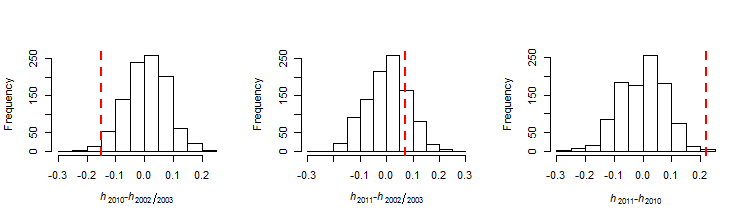 Frequency
0 50 150 250
-0.3 -0.1 0.0 0.1 0.2
h2010-h2002/2003
Frequency
0 50 150 250
-0.3 -0.1 0.0 0.1 0.2 0.3
h2011-h2002/2003
Frequency
0 50 150 250
-0.3 -0.1 0.0 0.1 0.2
h2011-h2010